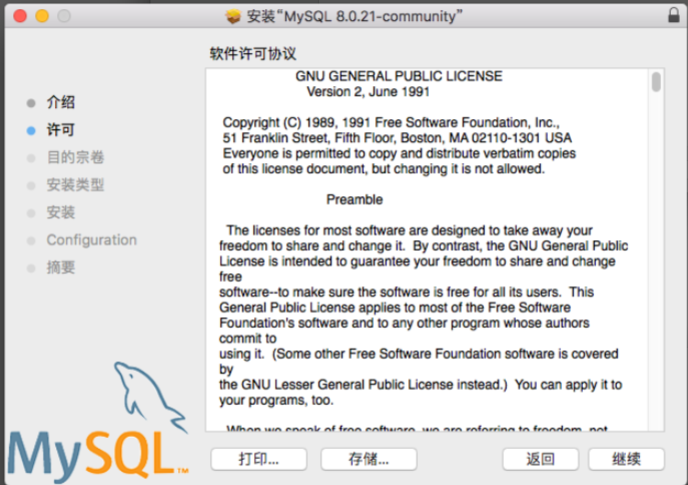 安装“MySQL 8.0.21-community”
软件许可协议
介绍
许可
目的宗卷
安装类型
安装
Configuration
摘要
GNU GENERAL PUBLIC LICENSE
Version 2, June 1991
Copyright (C) 1989, 1991 Free Software Foundation, Inc.,
51 Franklin Street, Fifth Floor, Boston, MA 02110-1301 USA
Everyone is permitted to copy and distribute verbatim copies
of this license document, but changing it is not allowed.
Preamble
The licenses for most software are designed to take away your
freedom to share and change it. By contrast, the GNU General Public
License is intended to guarantee your freedom to share and change
free
software--to make sure the software is free for all its users. This
General Public License applies to most of the Free Software
Foundation's software and to any other program whose authors
commit to
using it. (Some other Free Software Foundation software is covered
by
the GNU Lesser General Public License instead.) You can apply it to
your programs, too.
When we speak of free software, we are referring to freedom, not
MySQL™
打印...
存储...
返回
继续